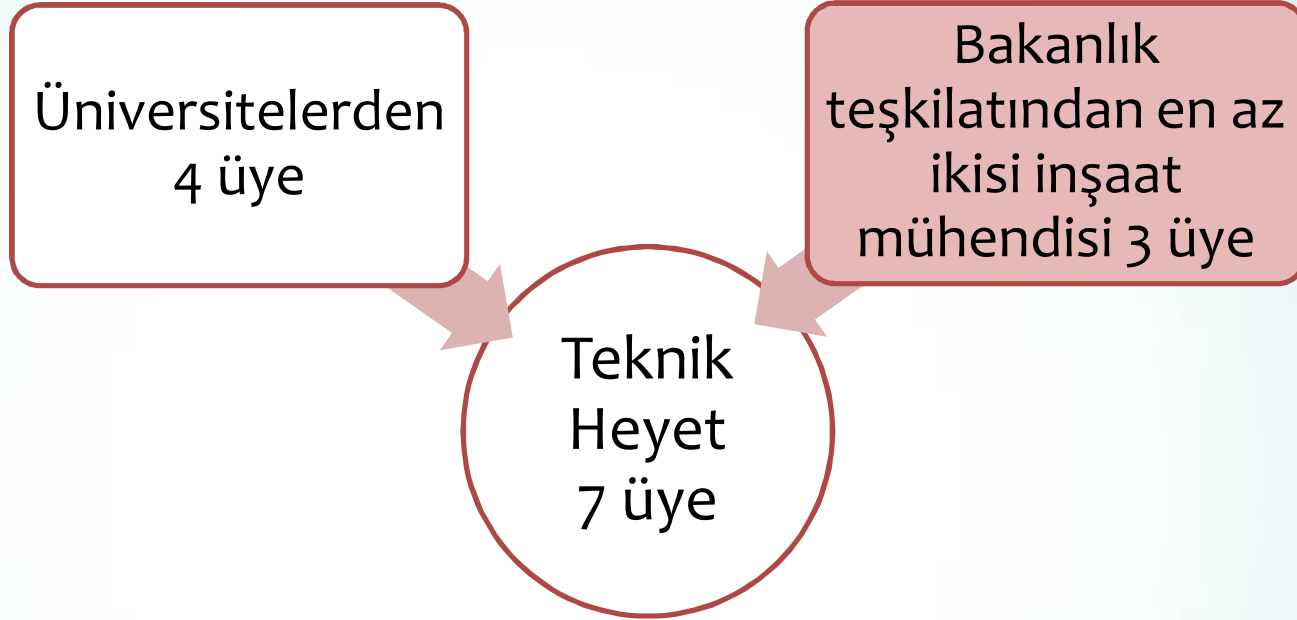 Üniversitelerden
4 üye
Bakanlık
teşkilatından en az
ikisi inşaat
mühendisi 3 üye
Teknik
Heyet
7 üye